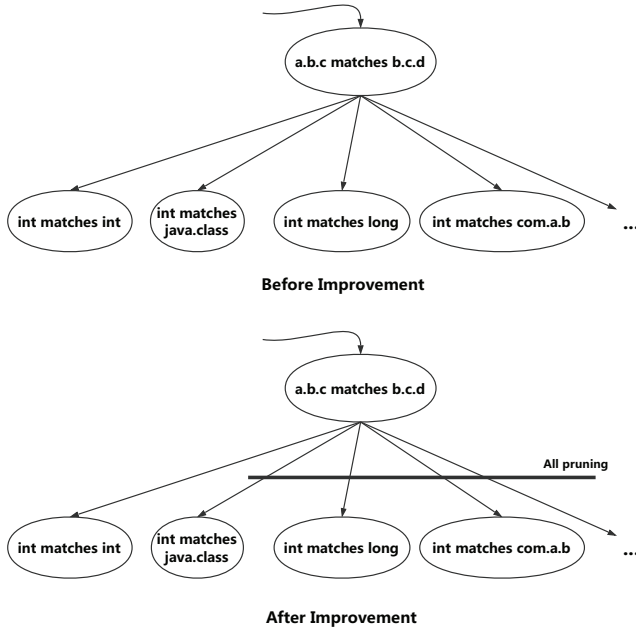 a.b.c matches b.c.d
int matches int
int matches
java.class
int matches long
int matches com.a.b
...
Before Improvement
a.b.c matches b.c.d
All pruning
int matches int
int matches
java.class
int matches long
int matches com.a.b
...
After Improvement